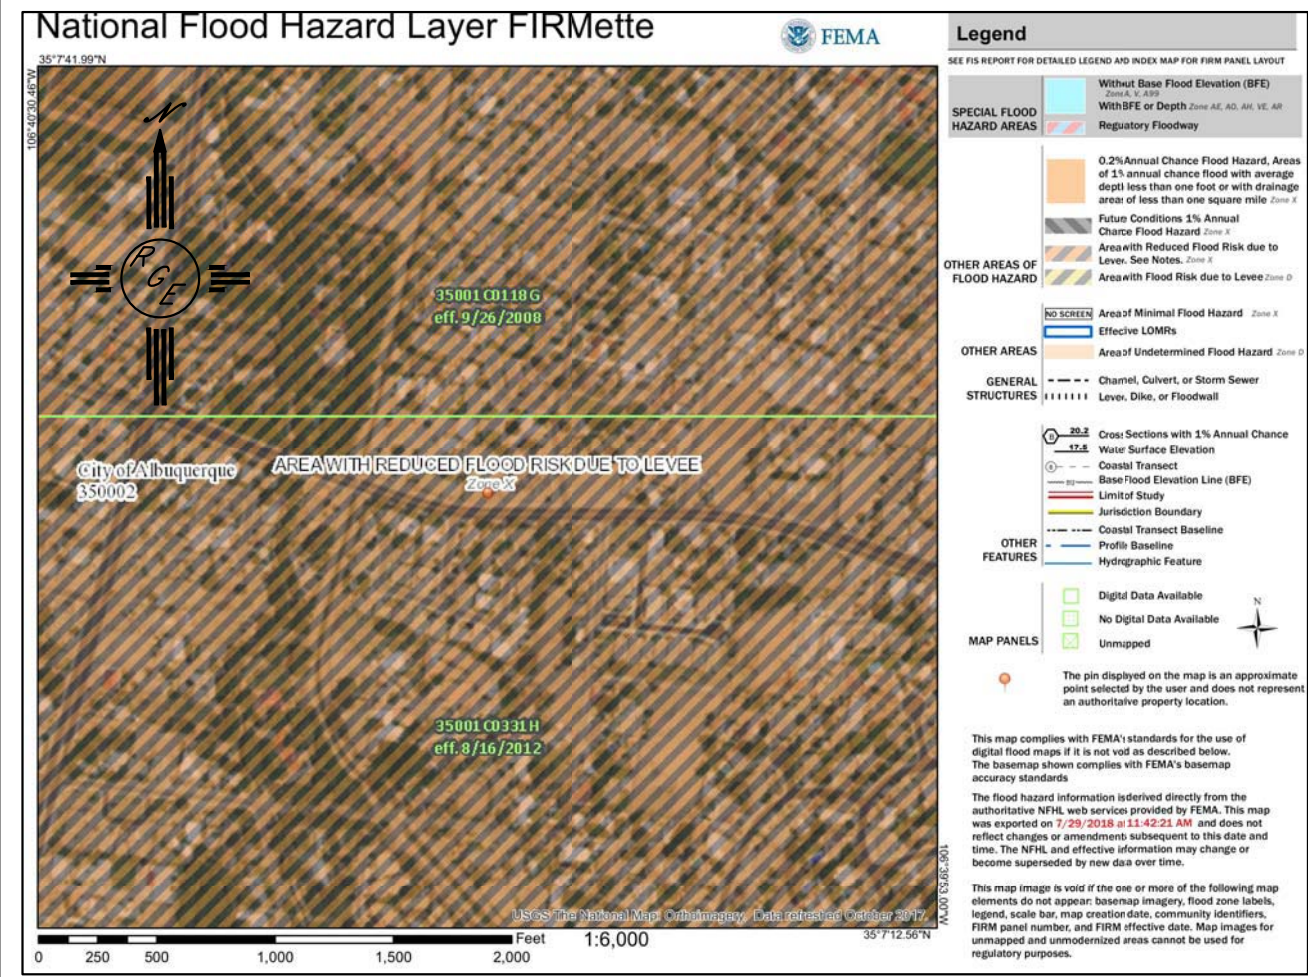 National Flood Hazard Layer FIRMette
FEMA
35°7'41.99"N
106°40'30.46"W
N
RGE
35001C0118G
eff. 9/26/2008
City of Albuquerque
350002
AREA WITH REDUCED FLOOD RISK DUE TO LEVEE
Zone X
35001C0331H
eff. 8/16/2012
USGS The National Map: Orthoimagery. Data refreshed October 2017.
106°39'53.00"W
35°7'12.56"N
Feet
1:6,000
0 250 500 1,000 1,500 2,000
Legend
SEE FIS REPORT FOR DETAILED LEGEND AND INDEX MAP FOR FIRM PANEL LAYOUT
SPECIAL FLOOD
HAZARD AREAS
Without Base Flood Elevation (BFE)
Zone A, V, A99
With BFE or Depth Zone AE, AO, AH, VE, AR
Reguatory Floodway
OTHER AREAS OF
FLOOD HAZARD
0.2% Annual Chance Flood Hazard, Areas
of 1% annual chance flood with average
depth less than one foot or with drainage
areas of less than one square mile Zone X
Future Conditions 1% Annual
Chance Flood Hazard Zone X
Area with Reduced Flood Risk due to
Levee. See Notes. Zone X
Area with Flood Risk due to Levee Zone D
OTHER AREAS
NO SCREEN Area of Minimal Flood Hazard Zone X
Effective LOMRs
Area of Undetermined Flood Hazard Zone D
GENERAL
STRUCTURES
Channel, Culvert, or Storm Sewer
Levee, Dike, or Floodwall
OTHER
FEATURES
B 20.2 Cross Sections with 1% Annual Chance
17.5 Water Surface Elevation
8 Coastal Transect
513 Base Flood Elevation Line (BFE)
Limit of Study
Jurisdiction Boundary
Coastal Transect Baseline
Profile Baseline
Hydrographic Feature
MAP PANELS
Digital Data Available
No Digital Data Available
Unmapped
N
The pin displayed on the map is an approximate
point selected by the user and does not represent
an authoritative property location.
This map complies with FEMA's standards for the use of
digital flood maps if it is not void as described below.
The basemap shown complies with FEMA's basemap
accuracy standards
The flood hazard information is derived directly from the
authoritative NFHL web services provided by FEMA. This map
was exported on 7/29/2018 at 11:42:21 AM and does not
reflect changes or amendments subsequent to this date and
time. The NFHL and effective information may change or
become superseded by new data over time.
This map image is void if the one or more of the following map
elements do not appear: basemap imagery, flood zone labels,
legend, scale bar, map creation date, community identifiers,
FIRM panel number, and FIRM effective date. Map images for
unmapped and unmodernized areas cannot be used for
regulatory purposes.